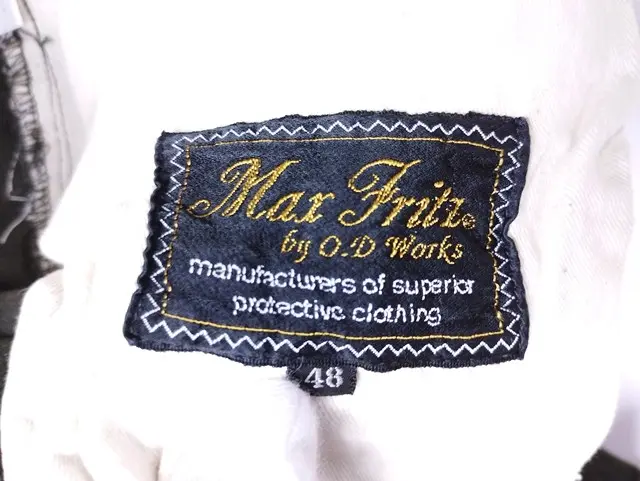 Max Fritz®
by O.D Works
manufacturers of superior
protective clothing
48